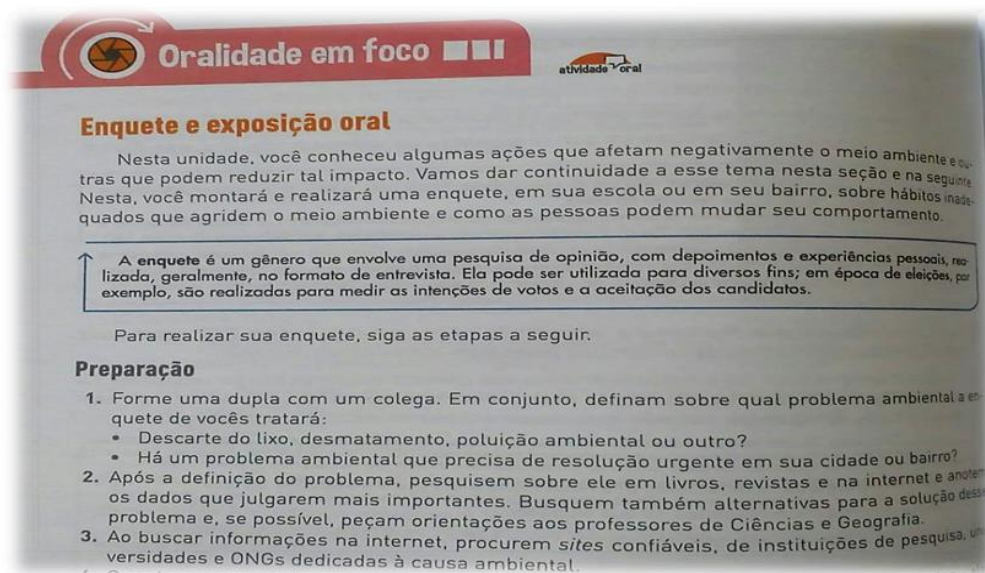 Oralidade em foco
atividade oral
Enquete e exposição oral
Nesta unidade, você conheceu algumas ações que afetam negativamente o meio ambiente e ou-
tras que podem reduzir tal impacto. Vamos dar continuidade a esse tema nesta seção e na seguinte
Nesta, você montará e realizará uma enquete, em sua escola ou em seu bairro, sobre hábitos inade-
quados que agridem o meio ambiente e como as pessoas podem mudar seu comportamento.
A enquete é um gênero que envolve uma pesquisa de opinião, com depoimentos e experiências pessoais, rea-
lizada, geralmente, no formato de entrevista. Ela pode ser utilizada para diversos fins; em época de eleições, por
exemplo, são realizadas para medir as intenções de votos e a aceitação dos candidatos.
Para realizar sua enquete, siga as etapas a seguir.
Preparação
1. Forme uma dupla com um colega. Em conjunto, definam sobre qual problema ambiental a en-
quete de vocês tratará:
• Descarte do lixo, desmatamento, poluição ambiental ou outro?
• Há um problema ambiental que precisa de resolução urgente em sua cidade ou bairro?
2. Após a definição do problema, pesquisem sobre ele em livros, revistas e na internet e anotem
os dados que julgarem mais importantes. Busquem também alternativas para a solução
problema e, se possível, peçam orientações aos professores de Ciências e Geografia.
3. Ao buscar informações na internet, procurem sites confiáveis, de instituições de pesquisa,
versidades e ONGs dedicadas à causa ambiental.